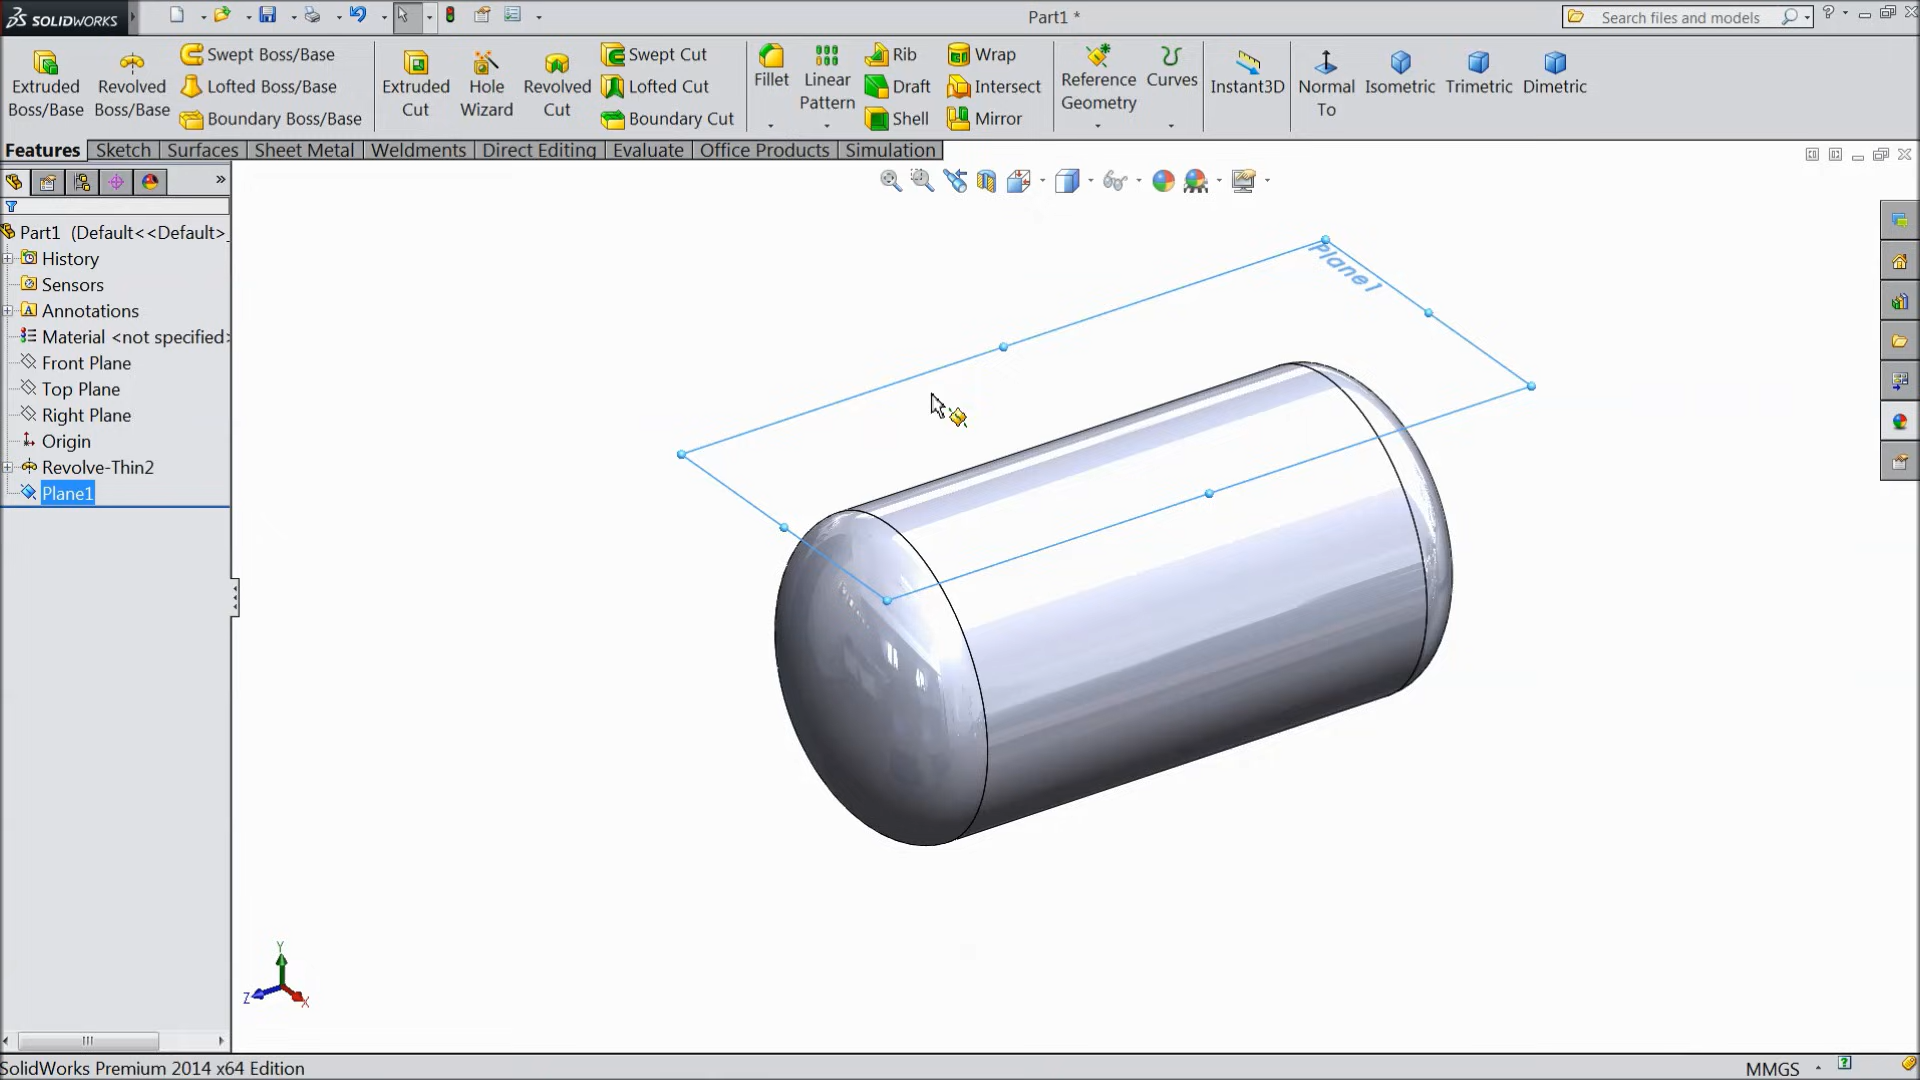 SOLIDWORKS
Part1 *
Search files and models
Extruded Boss/Base
Revolved Boss/Base
Swept Boss/Base
Lofted Boss/Base
Boundary Boss/Base
Extruded Cut
Hole Wizard
Revolved Cut
Swept Cut
Lofted Cut
Boundary Cut
Fillet
Linear Pattern
Rib
Draft
Shell
Wrap
Intersect
Mirror
Reference Geometry
Curves
Instant3D
Normal To
Isometric
Trimetric
Dimetric
Features
Sketch
Surfaces
Sheet Metal
Weldments
Direct Editing
Evaluate
Office Products
Simulation
Part1 (Default<<Default>_
History
Sensors
Annotations
Material <not specified>
Front Plane
Top Plane
Right Plane
Origin
Revolve-Thin2
Plane1
Plane1
Y
Z
X
SolidWorks Premium 2014 x64 Edition
MMGS